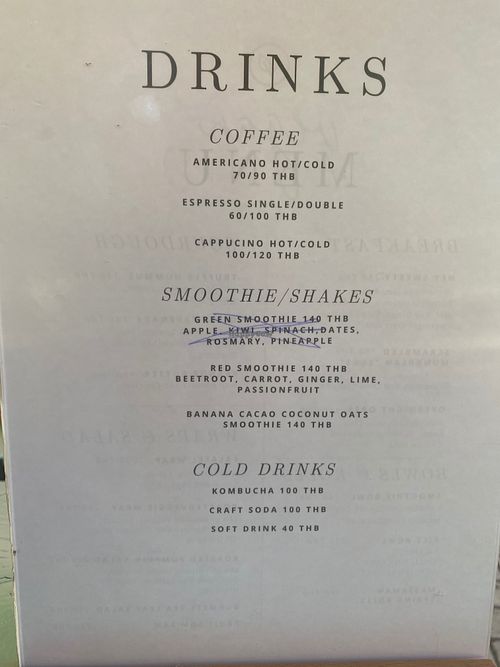 DRINKS
COFFEE
AMERICANO HOT/COLD
70/90 THB
ESPRESSO SINGLE/DOUBLE
60/100 THB
CAPPUCINO HOT/COLD
100/120 THB
SMOOTHIE/SHAKES
GREEN SMOOTHIE 140 THB
APPLE, KIWI, SPINACH,DATES,
ROSMARY, PINEAPPLE
RED SMOOTHIE 140 THB
BEETROOT, CARROT, GINGER, LIME,
PASSIONFRUIT
BANANA CACAO COCONUT OATS
SMOOTHIE 140 THB
COLD DRINKS
KOMBUCHA 100 THB
CRAFT SODA 100 THB
SOFT DRINK 40 THB